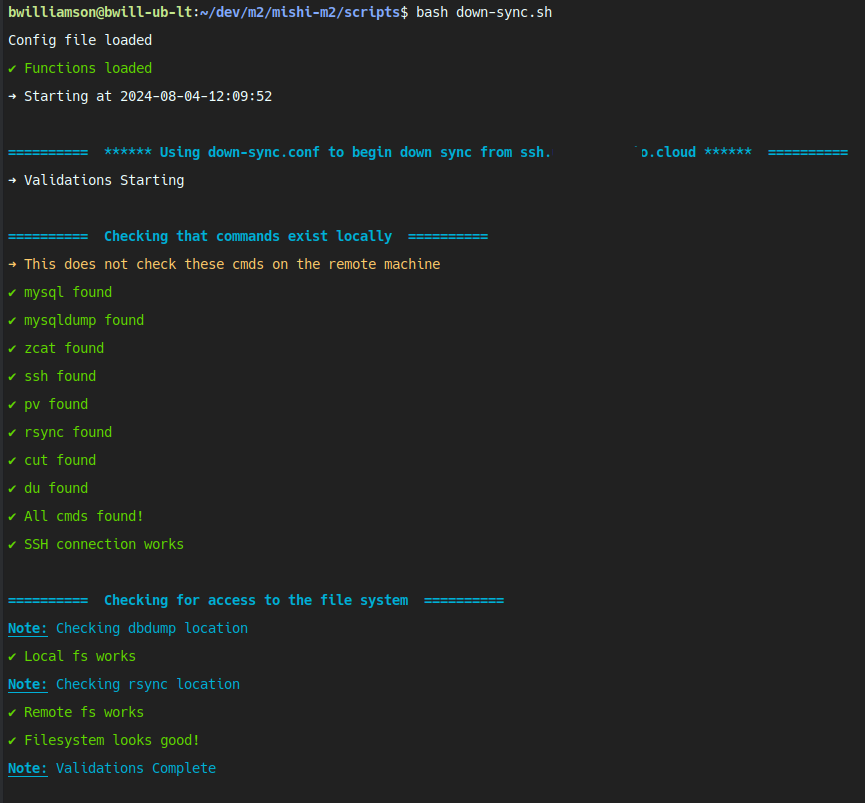 bwilliamson@bwill-ub-lt:~/dev/m2/mishi-m2/scripts$ bash down-sync.sh
Config file loaded
✔ Functions loaded
➜ Starting at 2024-08-04-12:09:52
========== ****** Using down-sync.conf to begin down sync from ssh. o.cloud ****** ==========
➜ Validations Starting
========== Checking that commands exist locally ==========
➜ This does not check these cmds on the remote machine
✔ mysql found
✔ mysqldump found
✔ zcat found
✔ ssh found
✔ pv found
✔ rsync found
✔ cut found
✔ du found
✔ All cmds found!
✔ SSH connection works
========== Checking for access to the file system ==========
Note: Checking dbdump location
✔ Local fs works
Note: Checking rsync location
✔ Remote fs works
✔ Filesystem looks good!
Note: Validations Complete